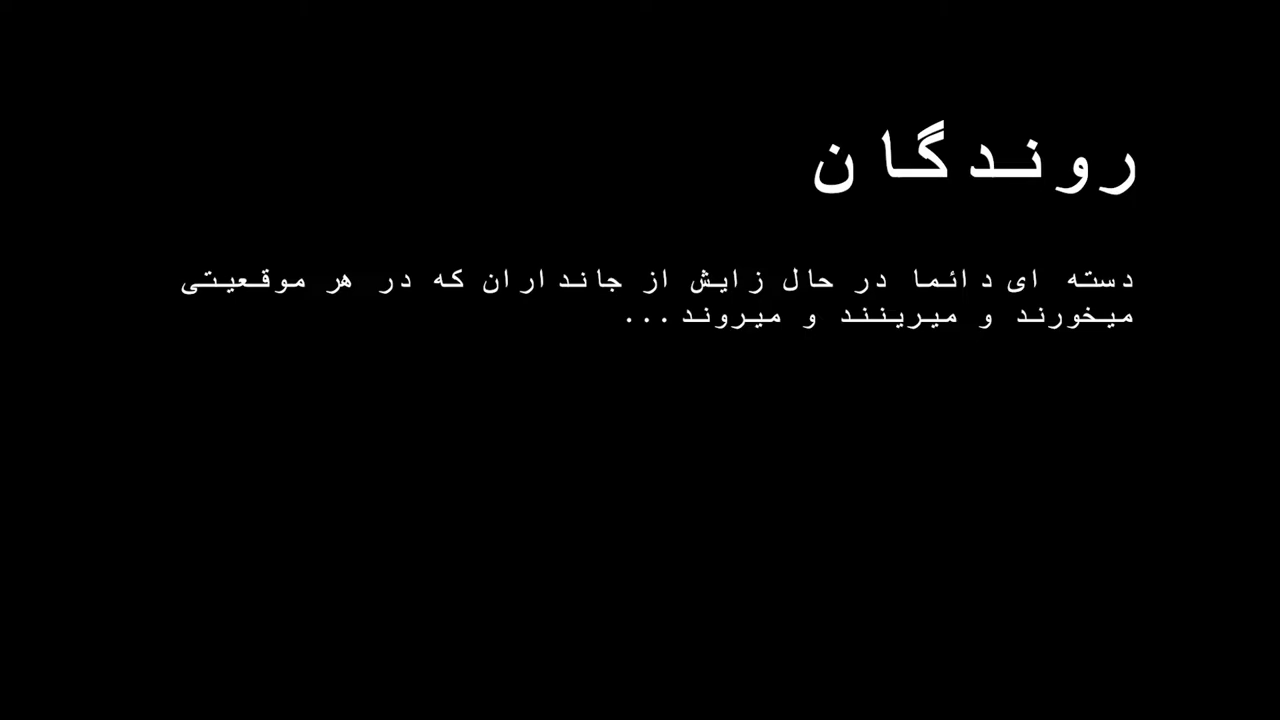 روندگان
دسته ای دائما در حال زایش از جانداران که در هر موقعیتی
میخورند و میرینند و میروند...